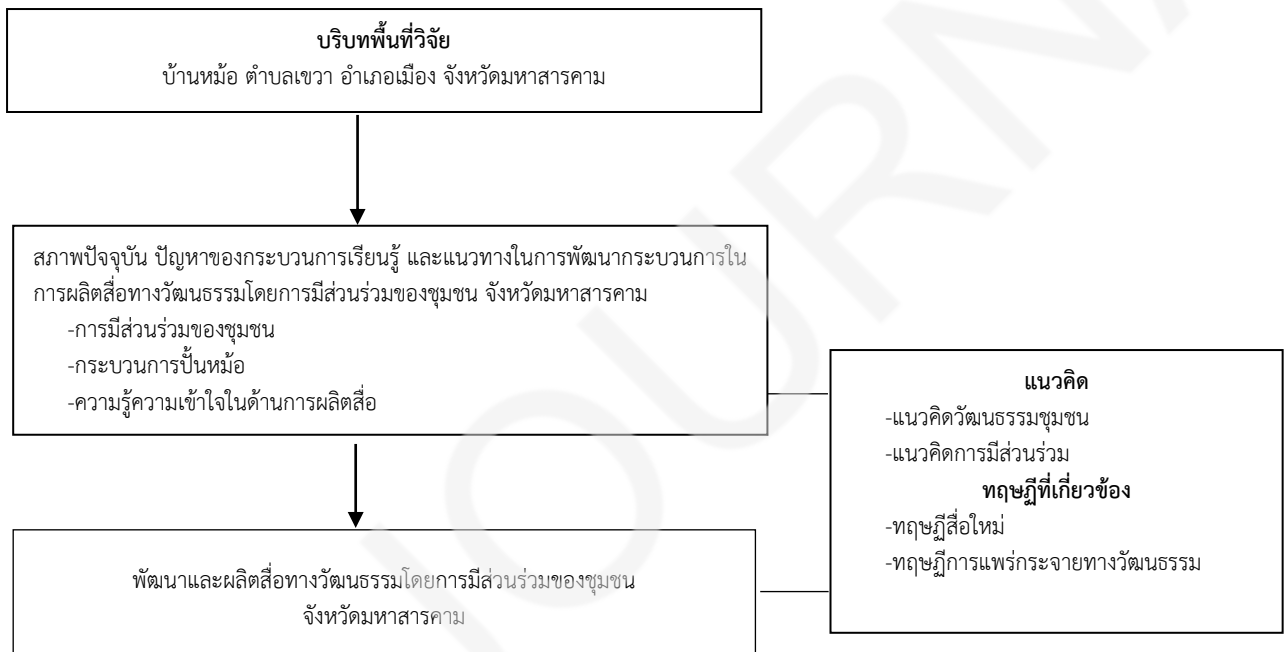 บริบทพื้นที่วิจัย
บ้านหม้อ ตำบลเขวา อำเภอเมือง จังหวัดมหาสารคาม
สภาพปัจจุบัน ปัญหาของกระบวนการเรียนรู้ และแนวทางในการพัฒนากระบวนการใน
การผลิตสื่อทางวัฒนธรรมโดยการมีส่วนร่วมของชุมชน จังหวัดมหาสารคาม
-การมีส่วนร่วมของชุมชน
-กระบวนการปั้นหม้อ
-ความรู้ความเข้าใจในด้านการผลิตสื่อ
แนวคิด
-แนวคิดวัฒนธรรมชุมชน
-แนวคิดการมีส่วนร่วม
ทฤษฎีที่เกี่ยวข้อง
-ทฤษฎีสื่อใหม่
-ทฤษฎีการแพร่กระจายทางวัฒนธรรม
พัฒนาและผลิตสื่อทางวัฒนธรรมโดยการมีส่วนร่วมของชุมชน
จังหวัดมหาสารคาม
JOURNA